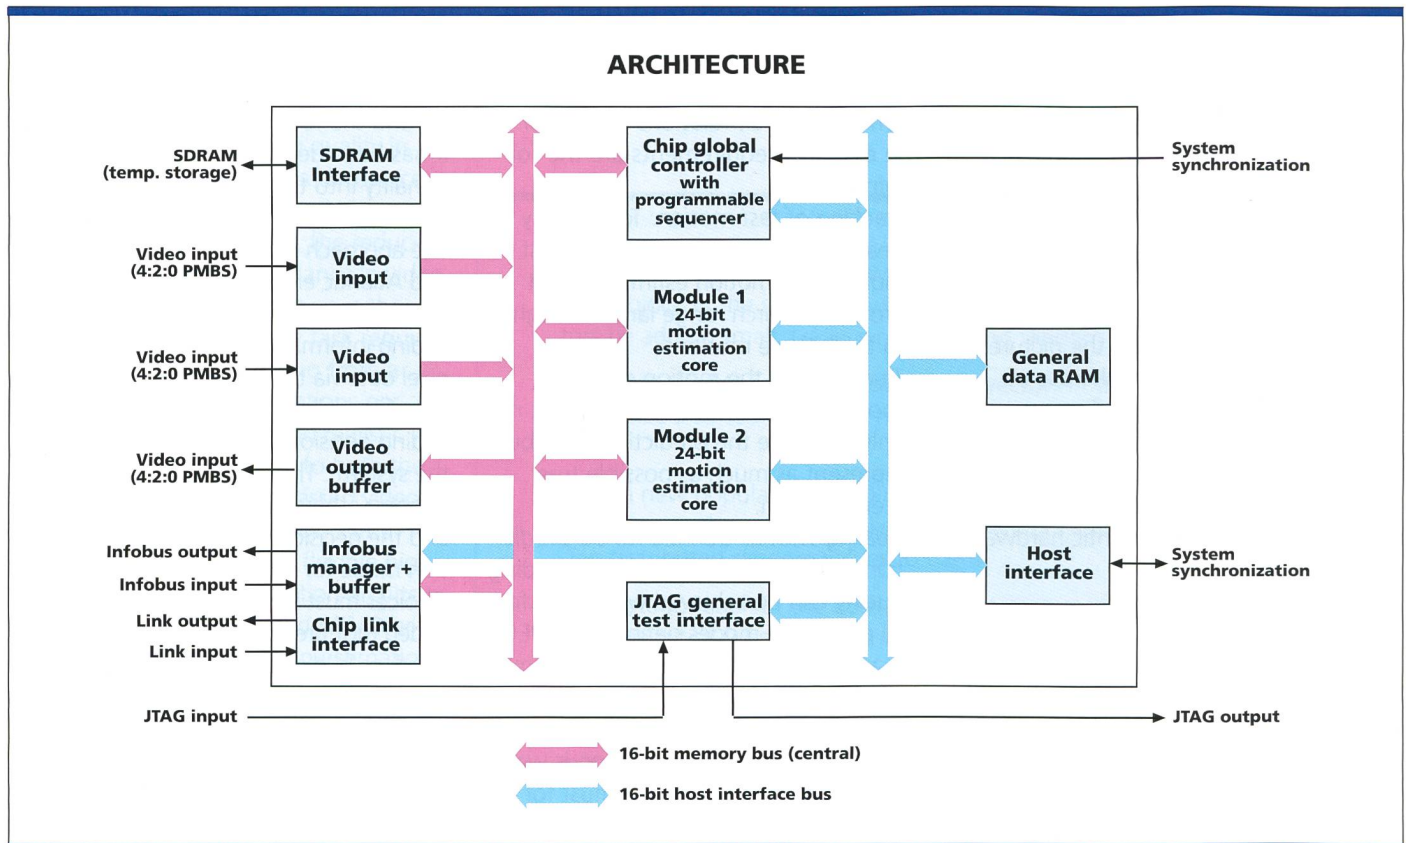 ARCHITECTURE
SDRAM
(temp. storage)
SDRAM
Interface
Chip global
controller
with
programmable
sequencer
System
synchronization
Video input
(4:2:0 PMBS)
Video
input
Module 1
24-bit
motion
estimation
core
Video input
(4:2:0 PMBS)
Video
input
General
data RAM
Video input
(4:2:0 PMBS)
Video
output
buffer
Module 2
24-bit
motion
estimation
core
Infobus output
Infobus input
Infobus
manager +
buffer
Host
interface
System
synchronization
Link output
Link input
Chip link
interface
JTAG general
test interface
JTAG input
JTAG output
16-bit memory bus (central)
16-bit host interface bus